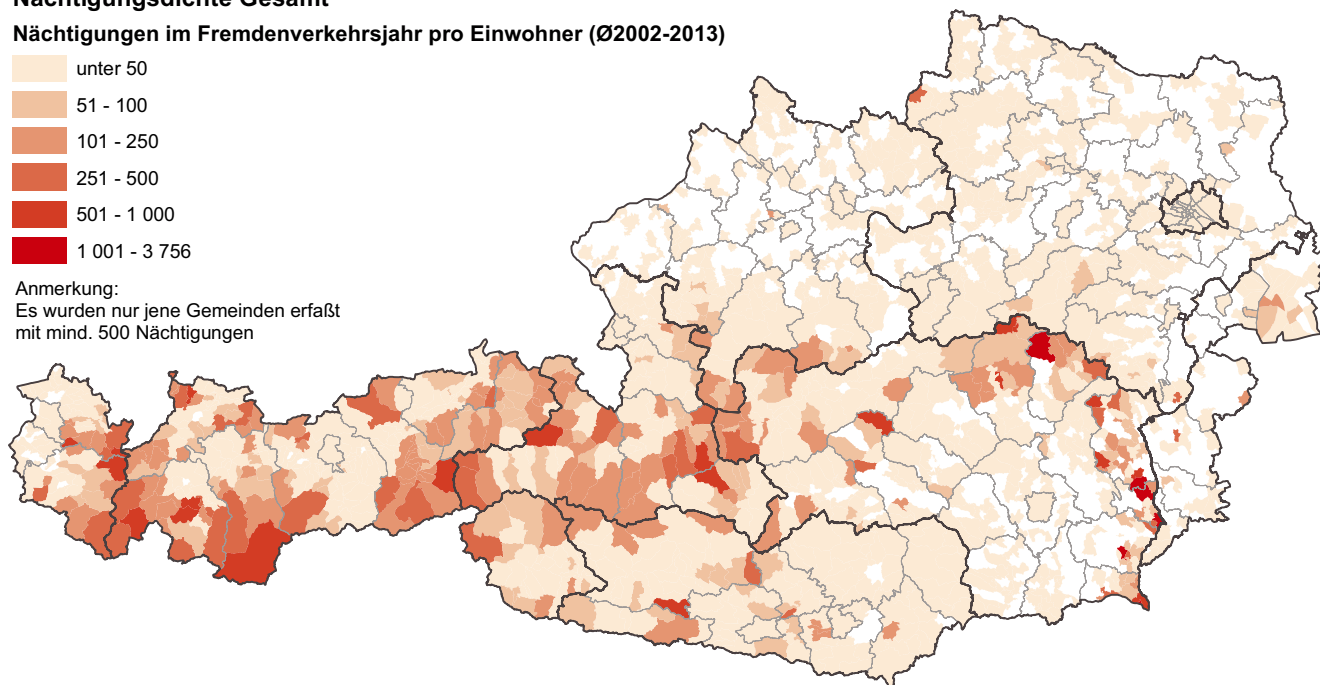 Nächtigungsdichte Gesamt
Nächtigungen im Fremdenverkehrsjahr pro Einwohner (Ø2002-2013)
unter 50
51 - 100
101 - 250
251 - 500
501 - 1 000
1 001 - 3 756
Anmerkung:
Es wurden nur jene Gemeinden erfaßt
mit mind. 500 Nächtigungen